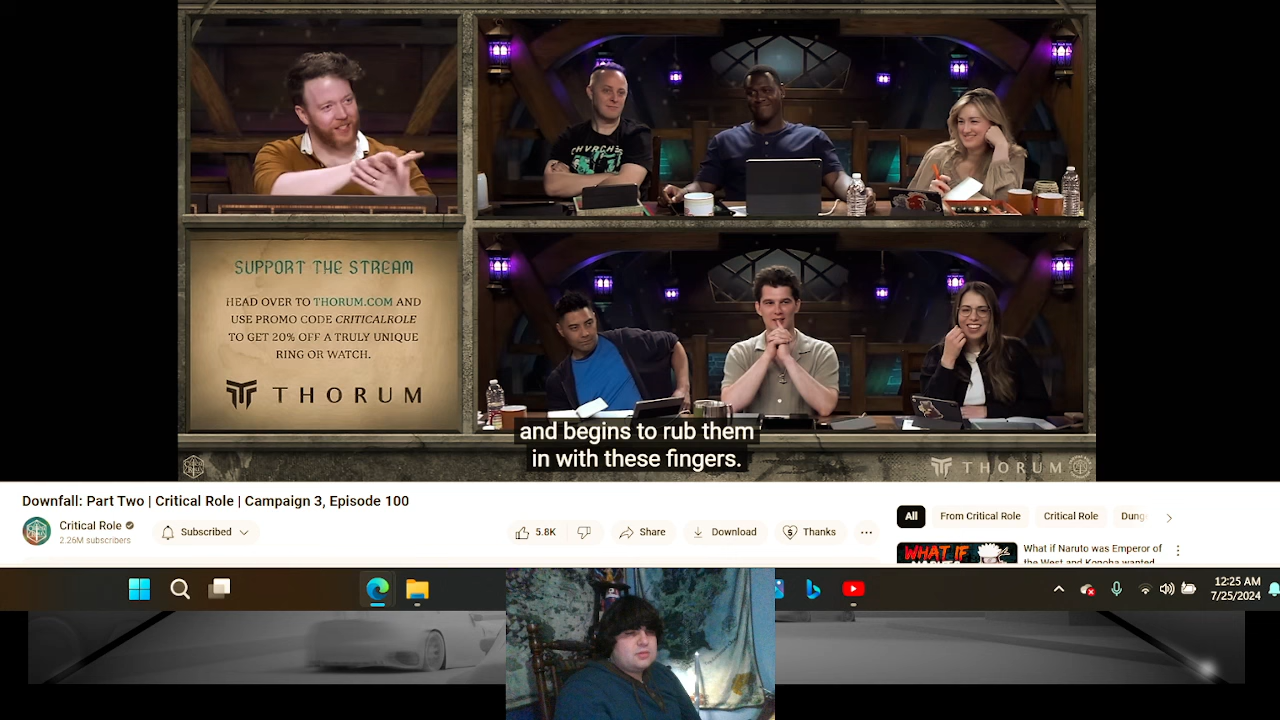 CHVRCHE
SUPPORT THE STREAM
HEAD OVER TO THORUM.COM AND
USE PROMO CODE CRITICALROLE
TO GET 20% OFF A TRULY UNIQUE
RING OR WATCH.
THORUM
and begins to rub them
in with these fingers.
THORUM
Downfall: Part Two | Critical Role | Campaign 3, Episode 100
Critical Role
2.26M subscribers
Subscribed
5.8K
Share
Download
Thanks
All
From Critical Role
Critical Role
Dung
WHAT IF
What if Naruto was Emperor of
the West and Konoha wanted
12:25 AM
7/25/2024